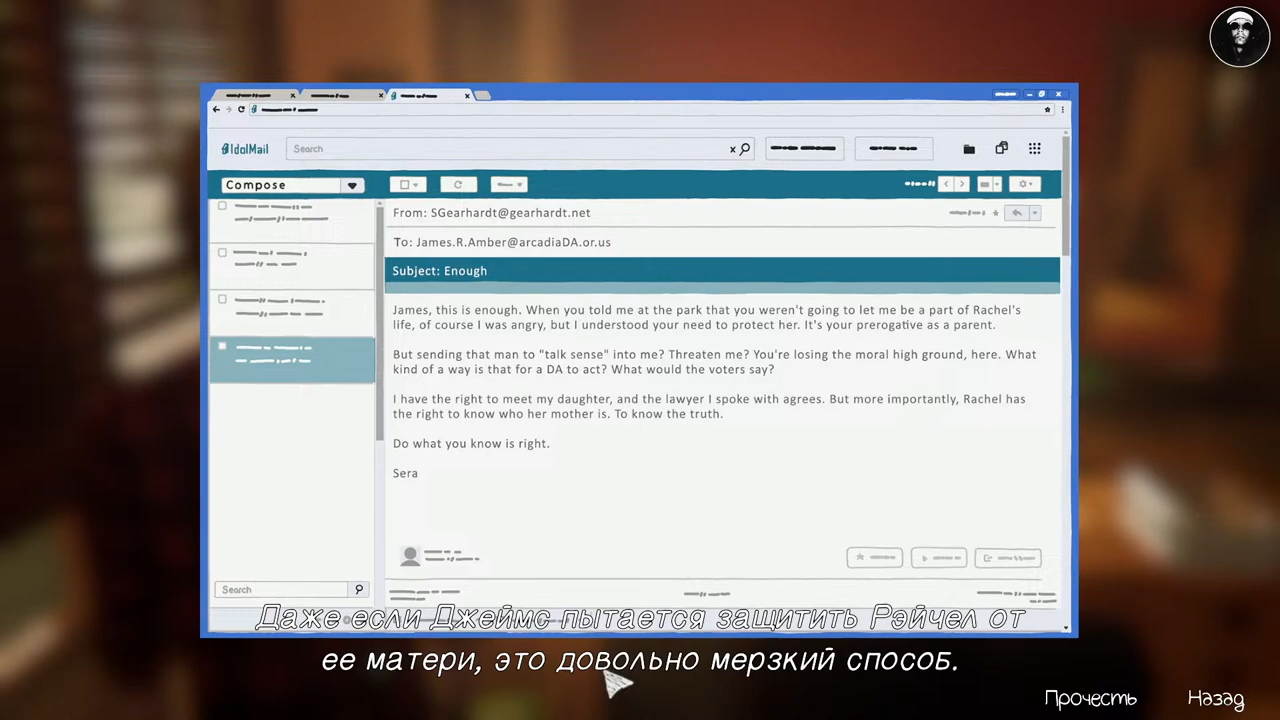 IdolMail
Search
Compose
From: SGearhardt@gearhardt.net
To: James.R.Amber@arcadiaDA.or.us
Subject: Enough
James, this is enough. When you told me at the park that you weren't going to let me be a part of Rachel's
life, of course I was angry, but I understood your need to protect her. It's your prerogative as a parent.
But sending that man to "talk sense" into me? Threaten me? You're losing the moral high ground, here. What
kind of a way is that for a DA to act? What would the voters say?
I have the right to meet my daughter, and the lawyer I spoke with agrees. But more importantly, Rachel has
the right to know who her mother is. To know the truth.
Do what you know is right.
Sera
Search
Даже если Джеймс пытается защитить Рэйчел от
ее матери, это довольно мерзкий способ.
Прочесть Назад